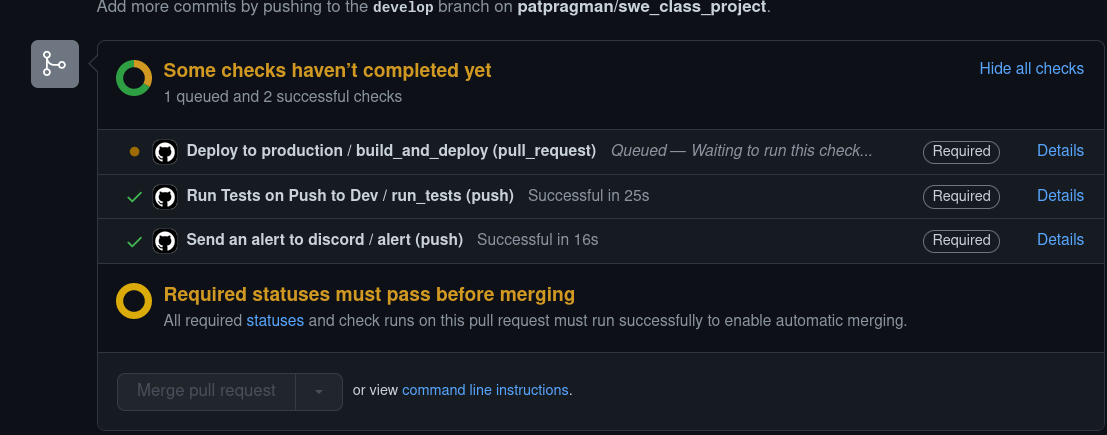 Add more commits by pushing to the develop branch on patpragman/swe_class_project.
Some checks haven’t completed yet
Hide all checks
1 queued and 2 successful checks
Deploy to production / build_and_deploy (pull_request) Queued — Waiting to run this check... Required Details
Run Tests on Push to Dev / run_tests (push) Successful in 25s Required Details
Send an alert to discord / alert (push) Successful in 16s Required Details
Required statuses must pass before merging
All required statuses and check runs on this pull request must run successfully to enable automatic merging.
Merge pull request or view command line instructions.